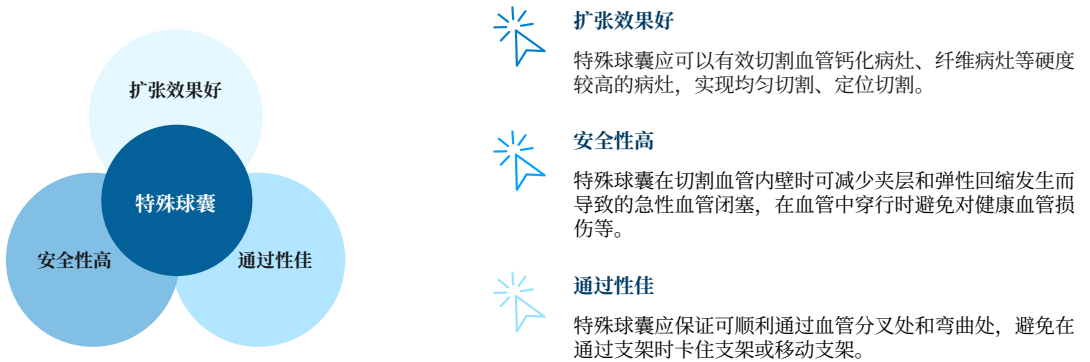 扩张效果好
特殊球囊
安全性高
通过性佳
扩张效果好
特殊球囊应可以有效切割血管钙化病灶、纤维病灶等硬度
较高的病灶，实现均匀切割、定位切割。
安全性高
特殊球囊在切割血管内壁时可减少夹层和弹性回缩发生而
导致的急性血管闭塞，在血管中穿行时避免对健康血管损
伤等。
通过性佳
特殊球囊应保证可顺利通过血管分叉处和弯曲处，避免在
通过支架时卡住支架或移动支架。